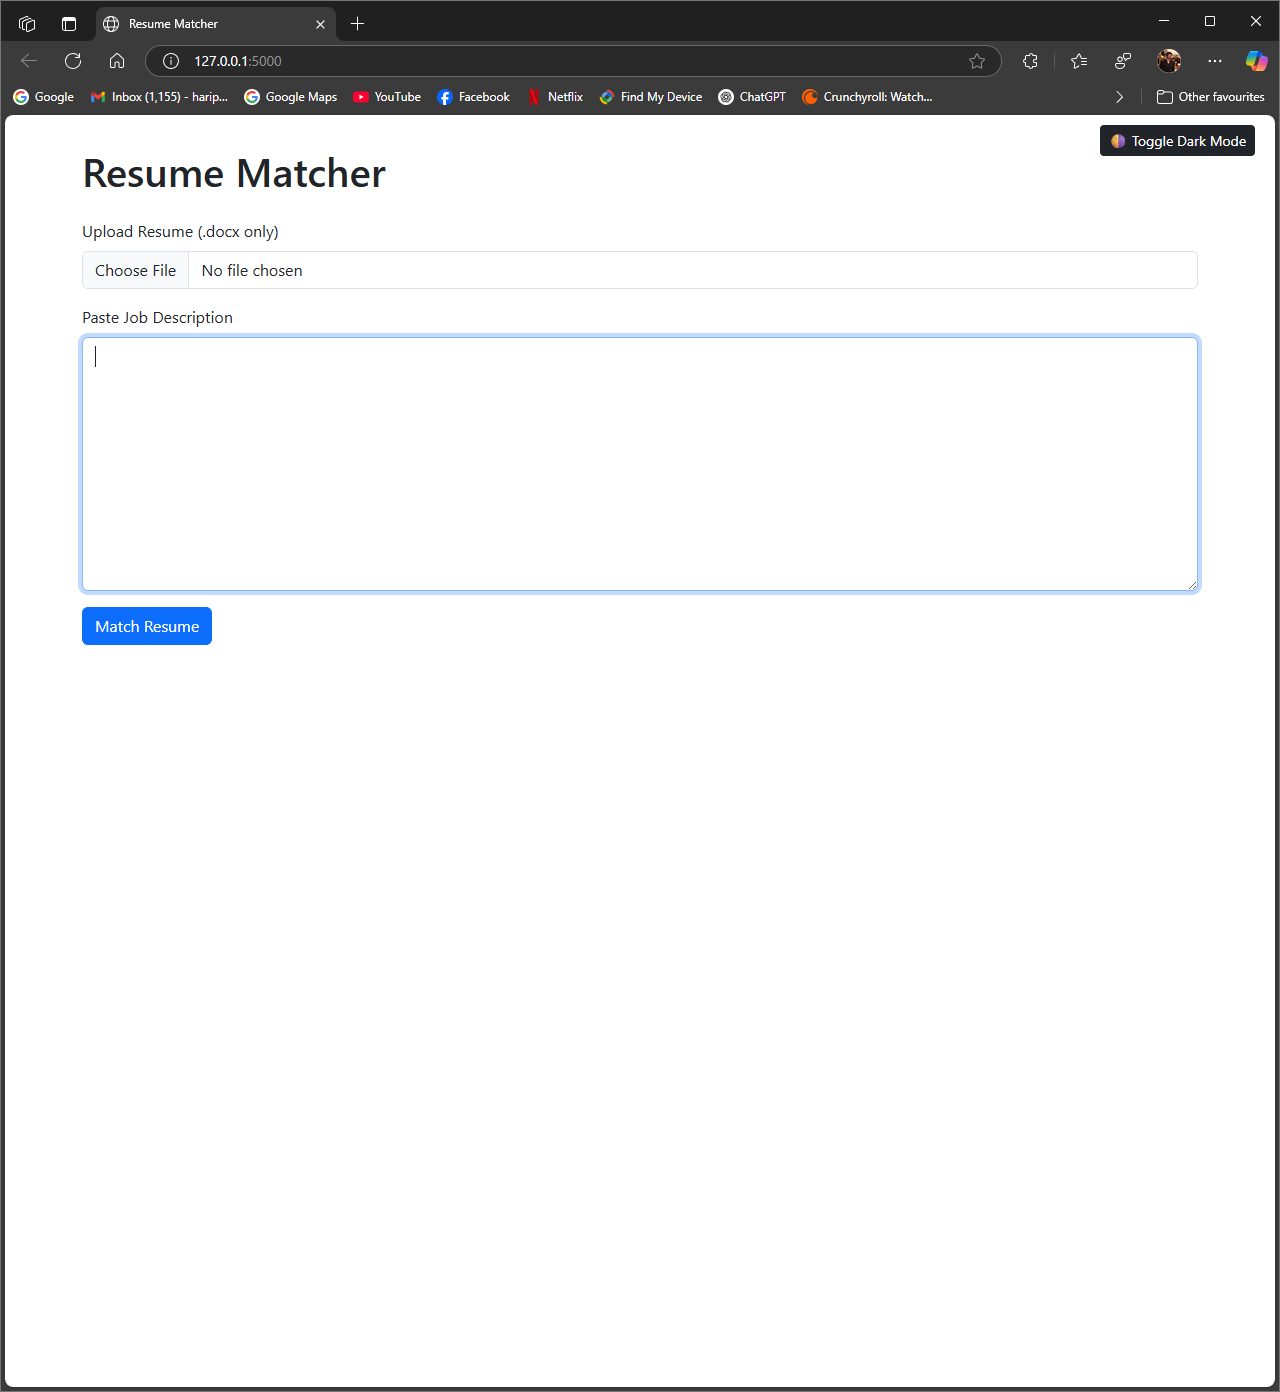 Resume Matcher
127.0.0.1:5000
Google
Inbox (1,155) - harip...
Google Maps
YouTube
Facebook
Netflix
Find My Device
ChatGPT
Crunchyroll: Watch...
Other favourites
Toggle Dark Mode
Resume Matcher
Upload Resume (.docx only)
Choose File
No file chosen
Paste Job Description
Match Resume